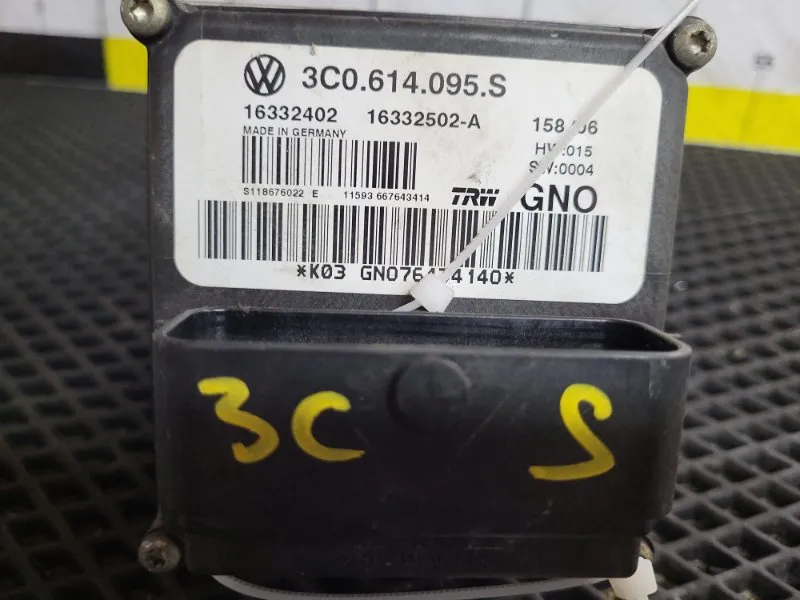 3C0.614.095.S
16332402 16332502-A 158/06
MADE IN GERMANY HW:015
SW:0004
S118676022 E 11593 667643414 TRW GNO
*K03
3C S